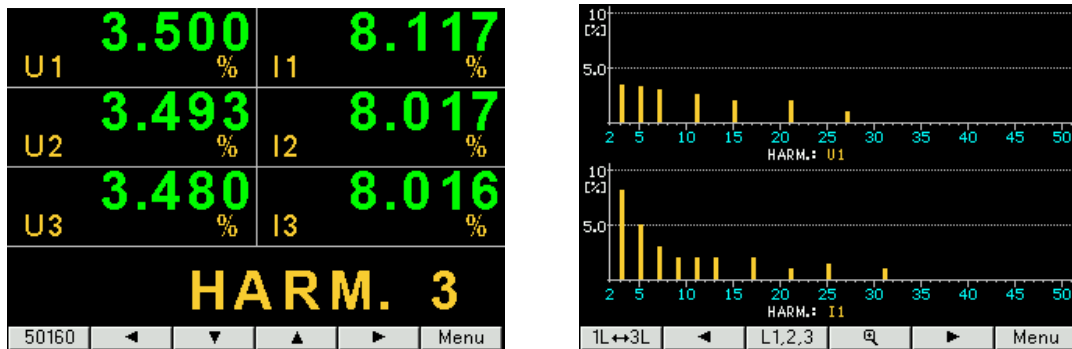 3.500 8.117
U1 % I1 %
3.493 8.017
U2 % I2 %
3.480 8.016
U3 % I3 %
HARM. 3
50160 ◄ ▼ ▲ ► Menu
10
[%]
5.0
2 5 10 15 20 25 30 35 40 45 50
HARM.: U1
10
[%]
5.0
2 5 10 15 20 25 30 35 40 45 50
HARM.: I1
1L↔3L ◄ L1,2,3 ► Menu